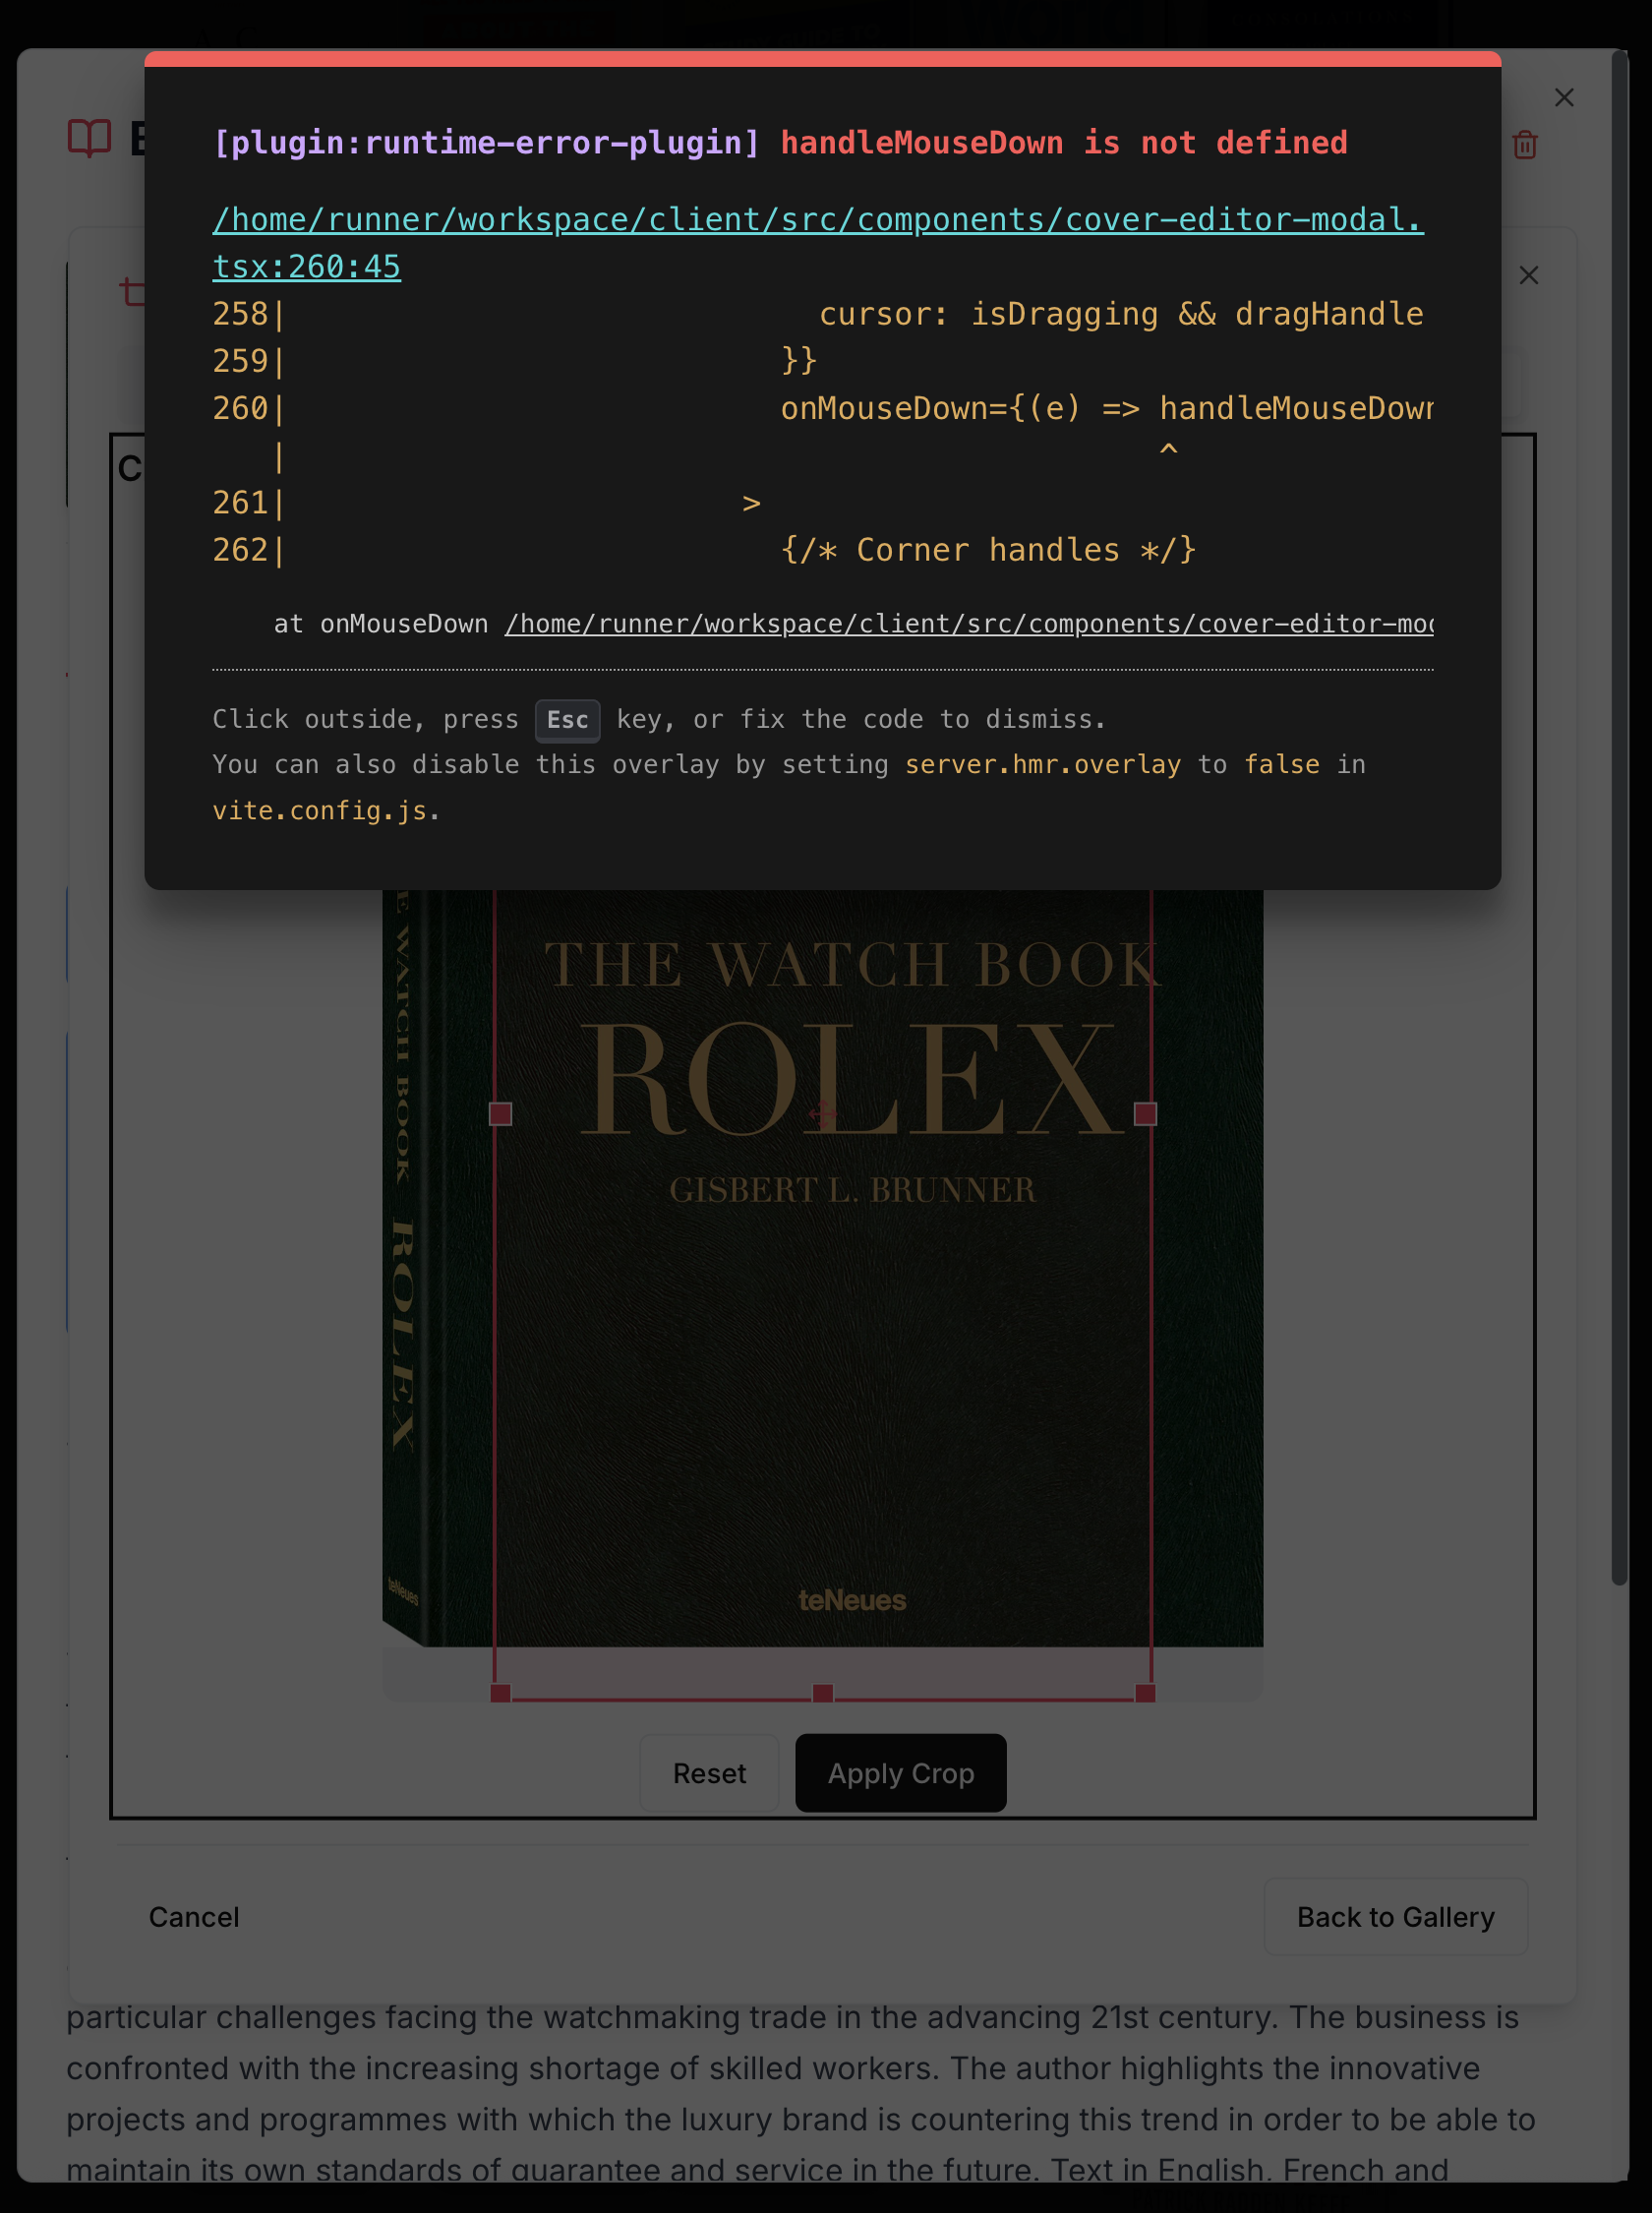 [plugin:runtime-error-plugin] handleMouseDown is not defined
/home/runner/workspace/client/src/components/cover-editor-modal.
tsx:260:45
258|                            cursor: isDragging && dragHandle
259|                          }}
260|                          onMouseDown={(e) => handleMouseDown
   |                                              ^
261|                        >
262|                          {/* Corner handles */}
at onMouseDown /home/runner/workspace/client/src/components/cover-editor-mod
Click outside, press Esc key, or fix the code to dismiss.
You can also disable this overlay by setting server.hmr.overlay to false in
vite.config.js.
THE WATCH BOOK
ROLEX
GISBERT L. BRUNNER
WATCH BOOK ROLEX
teNeues
teNeues
Reset
Apply Crop
Cancel
Back to Gallery
particular challenges facing the watchmaking trade in the advancing 21st century. The business is
confronted with the increasing shortage of skilled workers. The author highlights the innovative
projects and programmes with which the luxury brand is countering this trend in order to be able to
maintain its own standards of guarantee and service in the future. Text in English, French and